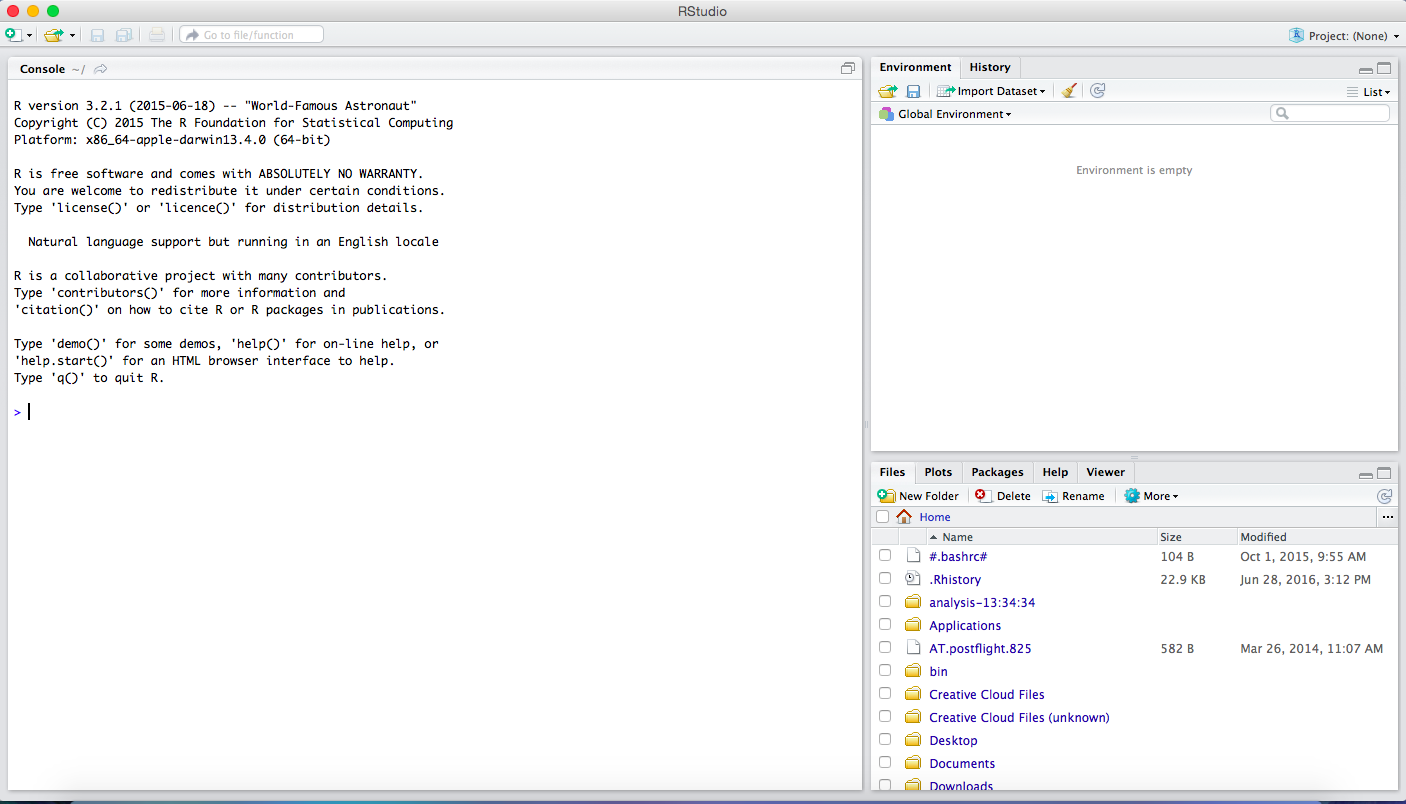 RStudio
Go to file/function
Project: (None)
Console ~/
R version 3.2.1 (2015-06-18) -- "World-Famous Astronaut"
Copyright (C) 2015 The R Foundation for Statistical Computing
Platform: x86_64-apple-darwin13.4.0 (64-bit)
R is free software and comes with ABSOLUTELY NO WARRANTY.
You are welcome to redistribute it under certain conditions.
Type 'license()' or 'licence()' for distribution details.
Natural language support but running in an English locale
R is a collaborative project with many contributors.
Type 'contributors()' for more information and
'citation()' on how to cite R or R packages in publications.
Type 'demo()' for some demos, 'help()' for on-line help, or
'help.start()' for an HTML browser interface to help.
Type 'q()' to quit R.
>
Environment History
Import Dataset List
Global Environment
Environment is empty
Files Plots Packages Help Viewer
New Folder Delete Rename More
Home ...
Name Size Modified
#.bashrc# 104 B Oct 1, 2015, 9:55 AM
.Rhistory 22.9 KB Jun 28, 2016, 3:12 PM
analysis-13:34:34
Applications
AT.postflight.825 582 B Mar 26, 2014, 11:07 AM
bin
Creative Cloud Files
Creative Cloud Files (unknown)
Desktop
Documents
Downloads